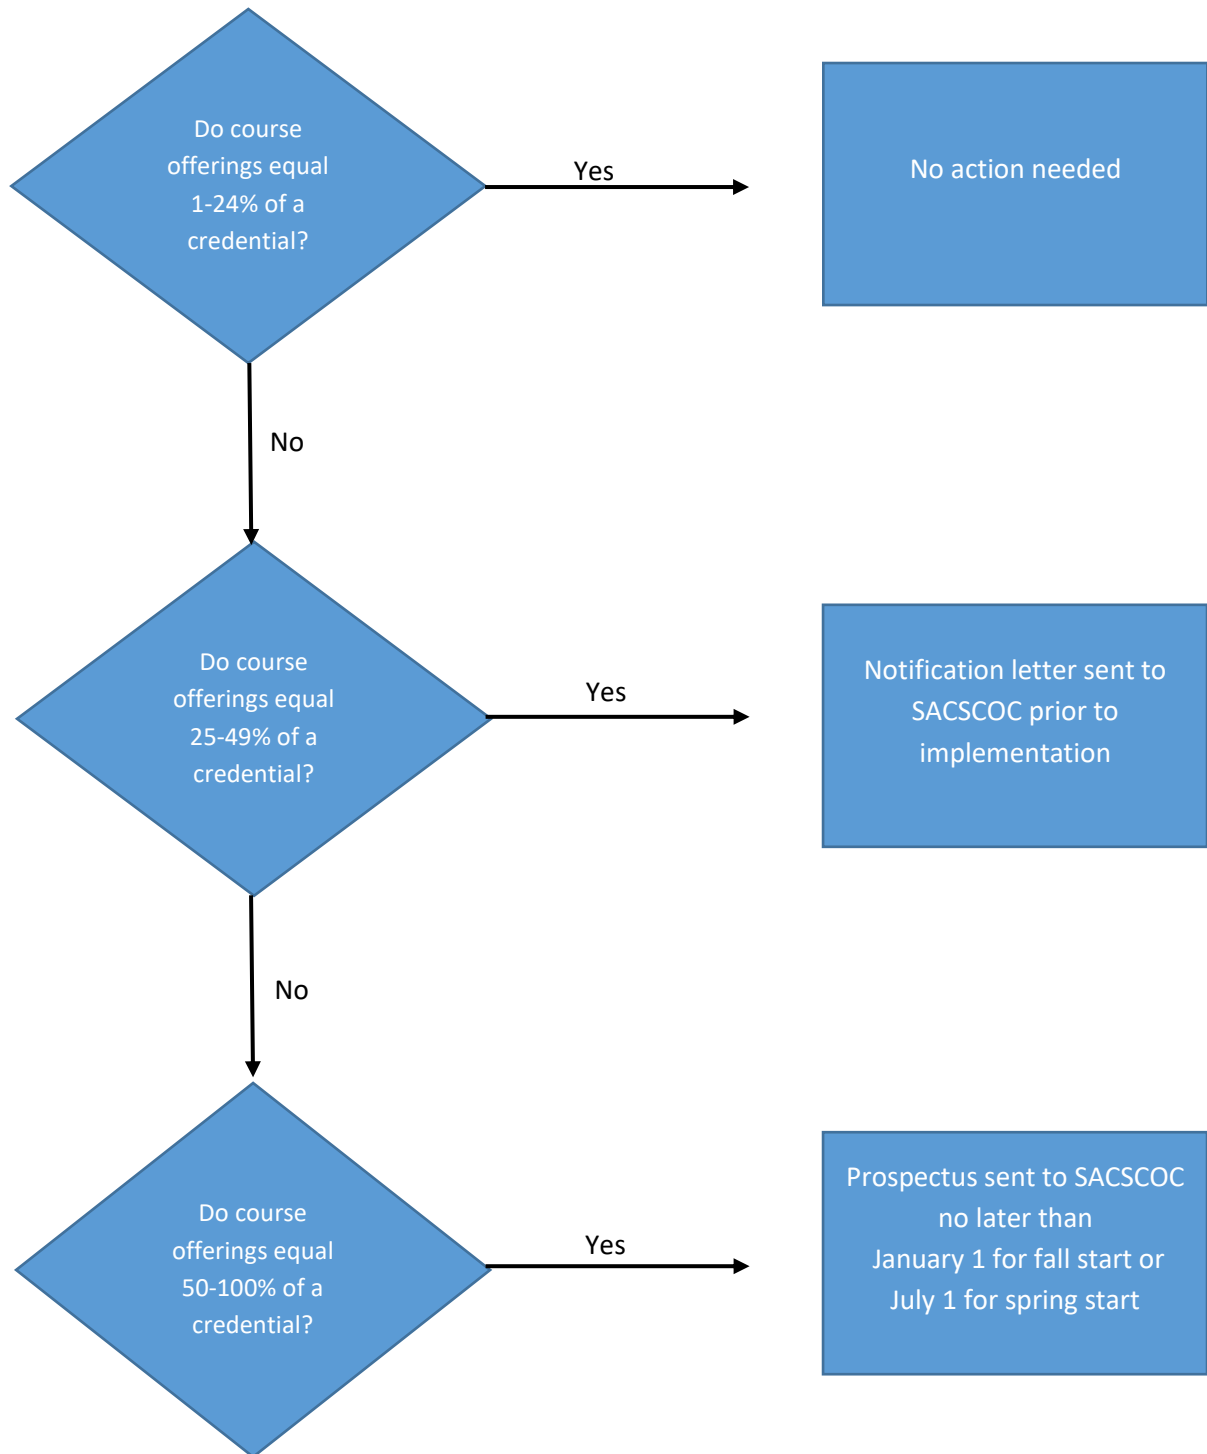 Do course
offerings equal
1-24% of a
credential?
Yes
No action needed
No
Do course
offerings equal
25-49% of a
credential?
Yes
Notification letter sent to
SACSCOC prior to
implementation
No
Do course
offerings equal
50-100% of a
credential?
Yes
Prospectus sent to SACSCOC
no later than
January 1 for fall start or
July 1 for spring start